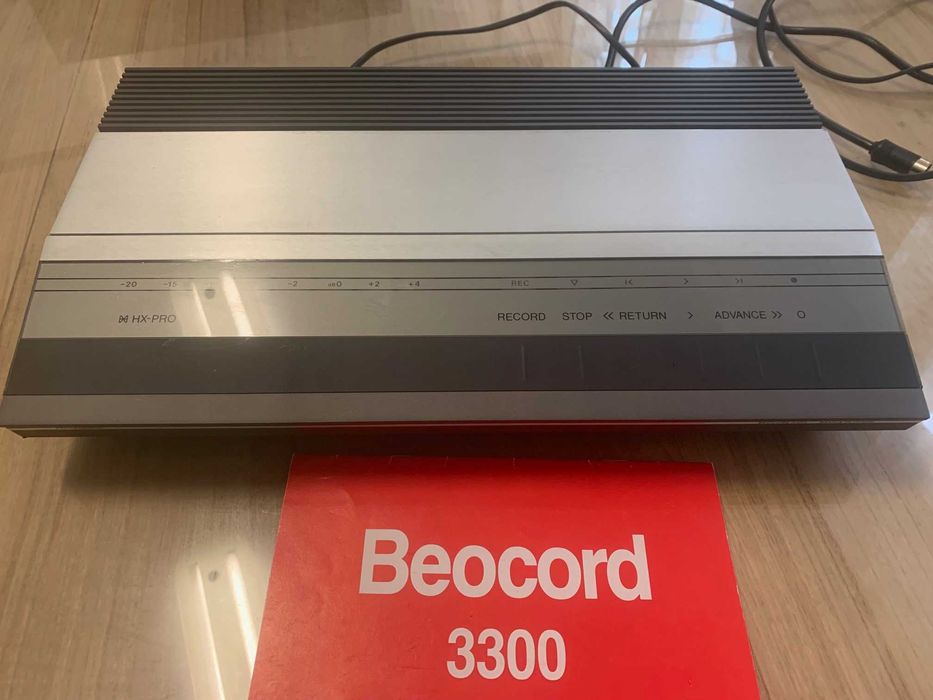 -20 -15 -2 dB0 +2 +4 REC
HX-PRO RECORD STOP << RETURN > ADVANCE >> O
Beocord
3300